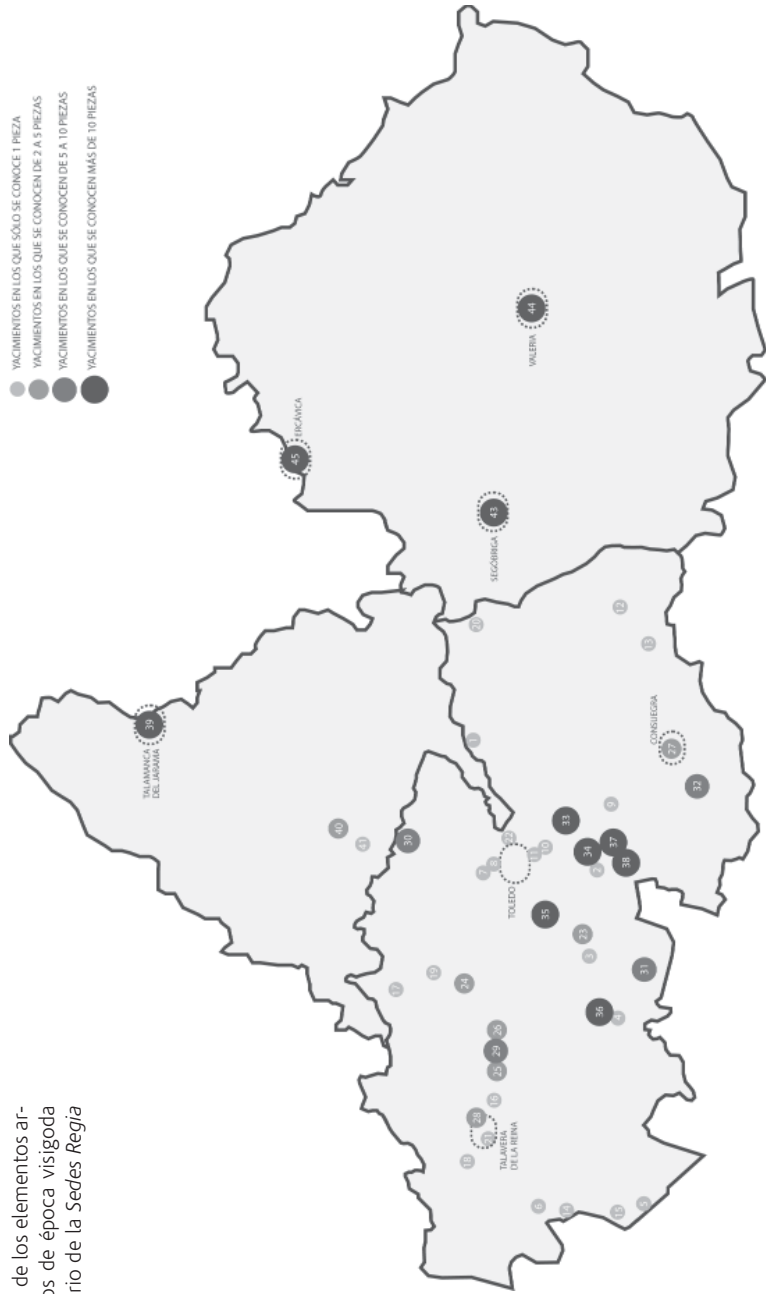 de los elementos ar-
os de época visigoda
rio de la Sedes Regia
YACIMIENTOS EN LOS QUE SÓLO SE CONOCE 1 PIEZA
YACIMIENTOS EN LOS QUE SE CONOCEN DE 2 A 5 PIEZAS
YACIMIENTOS EN LOS QUE SE CONOCEN DE 5 A 10 PIEZAS
YACIMIENTOS EN LOS QUE SE CONOCEN MÁS DE 10 PIEZAS
39
TALAMANCA
DEL JARAMA
45
ERCÁVICA
40
41
30
17
19
24
1
20
SEGÓBRIGA
43
VALERIA
44
18
28
21
TALAVERA
DE LA REINA
16
25
29
26
7
8
22
TOLEDO
11
10
6
14
15
5
35
23
3
36
4
31
33
34
2
37
38
9
12
13
CONSUEGRA
27
32